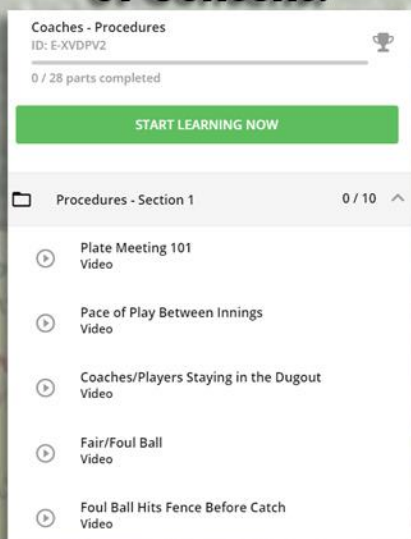 Coaches - Procedures
ID: E-XVDPV2
0 / 28 parts completed
START LEARNING NOW
Procedures - Section 1 0 / 10
Plate Meeting 101
Video
Pace of Play Between Innings
Video
Coaches/Players Staying in the Dugout
Video
Fair/Foul Ball
Video
Foul Ball Hits Fence Before Catch
Video